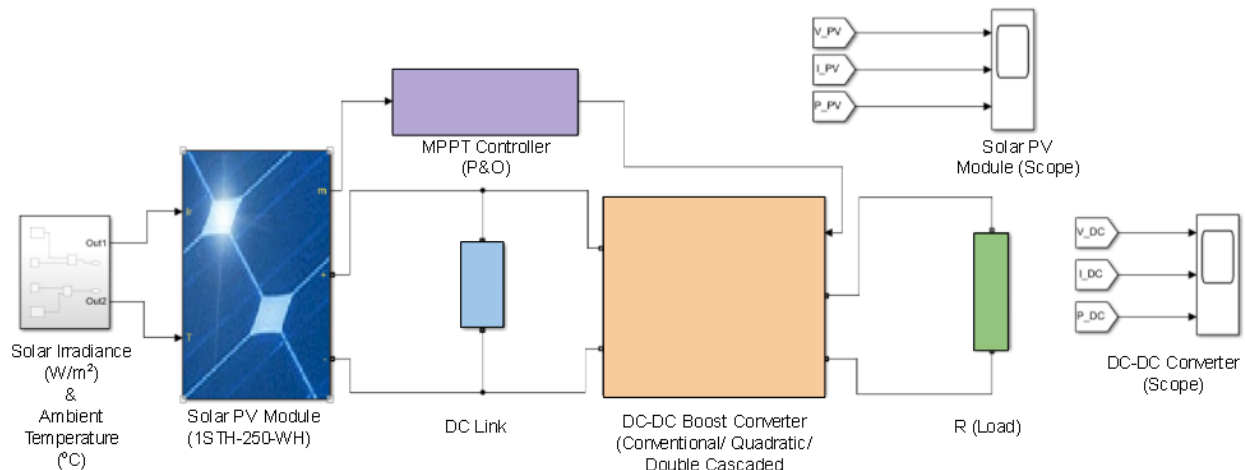 V_PV
I_PV
P_PV
Solar PV
Module (Scope)
MPPT Controller
(P&O)
m
Ir
+
T
-
Out1
Out2
Solar Irradiance
(W/m²)
&
Ambient
Temperature
(°C)
Solar PV Module
(1STH-250-WH)
DC Link
DC-DC Boost Converter
(Conventional/ Quadratic/
Double Cascaded
R (Load)
V_DC
I_DC
P_DC
DC-DC Converter
(Scope)